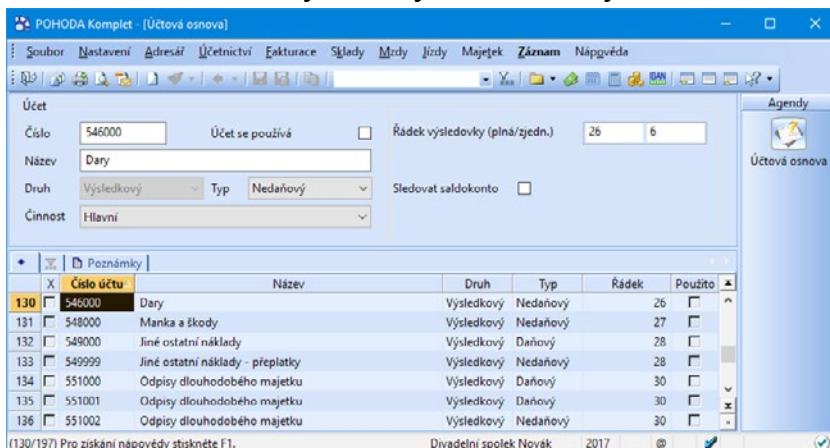 POHODA Komplet - [Účtová osnova]
Soubor Nastavení Adresář Účetnictví Fakturace Sklady Mzdy Jízdy Majetek Záznam Nápověda
Účet
Agendy
Číslo 546000 Účet se používá Řádek výsledovky (plná/zjedn.) 26 6
Účtová osnova
Název Dary
Druh Výsledkový Typ Nedaňový Sledovat saldokonto
Činnost Hlavní
Poznámky
X Číslo účtu Název Druh Typ Řádek Použito
130 546000 Dary Výsledkový Nedaňový 26
131 548000 Manka a škody Výsledkový Nedaňový 27
132 549000 Jiné ostatní náklady Výsledkový Daňový 28
133 549999 Jiné ostatní náklady - přeplatky Výsledkový Nedaňový 28
134 551000 Odpisy dlouhodobého majetku Výsledkový Daňový 30
135 551001 Odpisy dlouhodobého majetku Výsledkový Daňový 30
136 551002 Odpisy dlouhodobého majetku Výsledkový Nedaňový 30
(130/197) Pro získání nápovědy stiskněte F1. Divadelní spolek Novák 2017 @